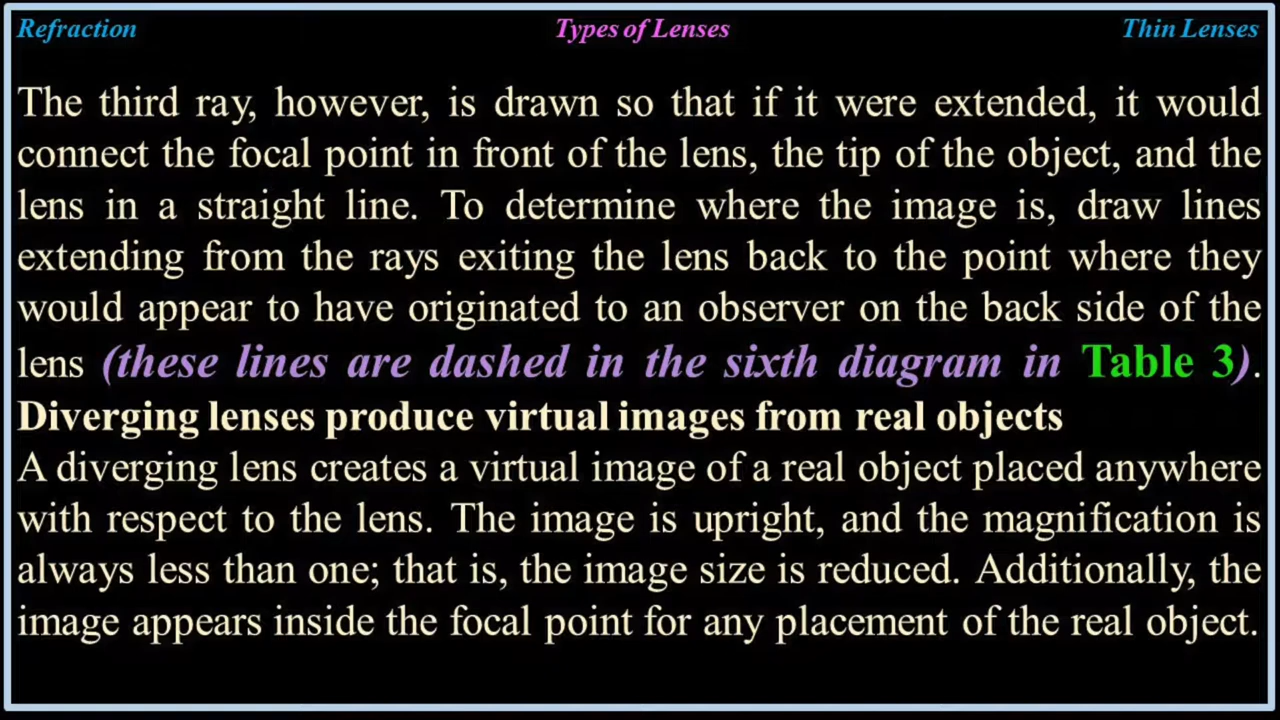 Refraction Types of Lenses Thin Lenses
The third ray, however, is drawn so that if it were extended, it would
connect the focal point in front of the lens, the tip of the object, and the
lens in a straight line. To determine where the image is, draw lines
extending from the rays exiting the lens back to the point where they
would appear to have originated to an observer on the back side of the
lens (these lines are dashed in the sixth diagram in Table 3).
Diverging lenses produce virtual images from real objects
A diverging lens creates a virtual image of a real object placed anywhere
with respect to the lens. The image is upright, and the magnification is
always less than one; that is, the image size is reduced. Additionally, the
image appears inside the focal point for any placement of the real object.